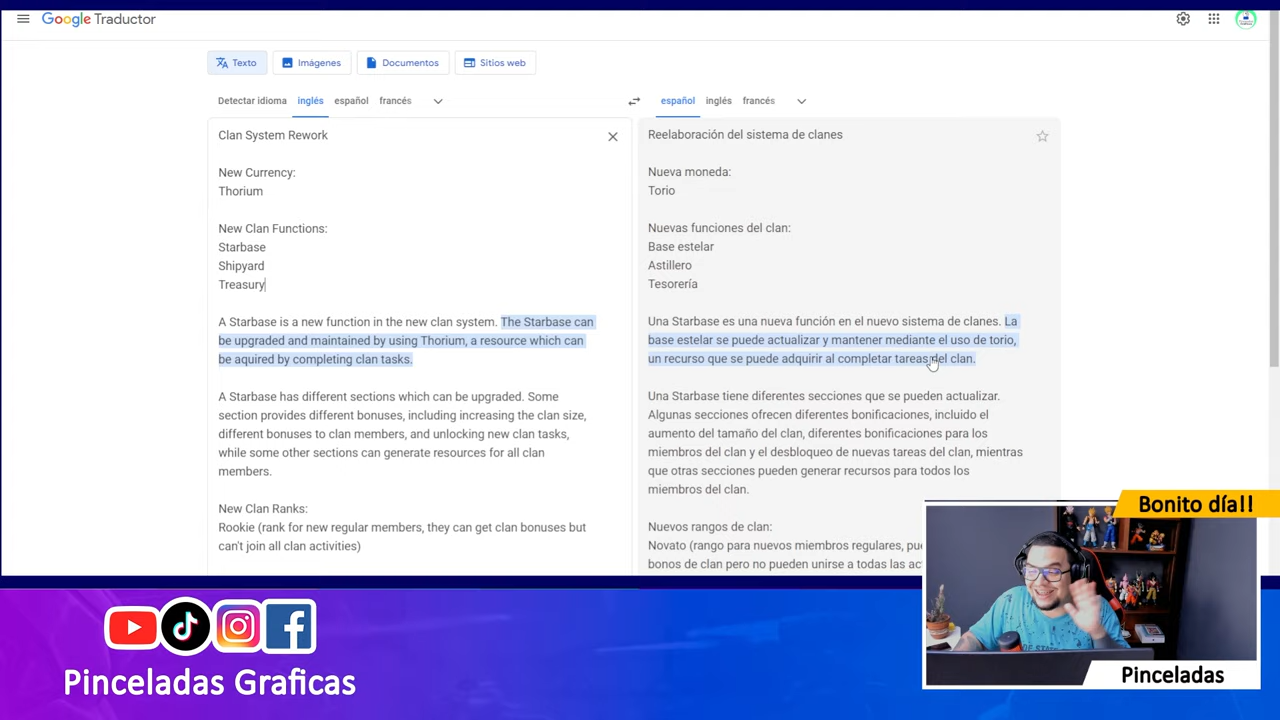 Google Traductor
Texto
Imágenes
Documentos
Sitios web
Detectar idioma
inglés
español
francés
español
inglés
francés
Clan System Rework
New Currency:
Thorium
New Clan Functions:
Starbase
Shipyard
Treasury
A Starbase is a new function in the new clan system. The Starbase can
be upgraded and maintained by using Thorium, a resource which can
be aquired by completing clan tasks.
A Starbase has different sections which can be upgraded. Some
section provides different bonuses, including increasing the clan size,
different bonuses to clan members, and unlocking new clan tasks,
while some other sections can generate resources for all clan
members.
New Clan Ranks:
Rookie (rank for new regular members, they can get clan bonuses but
can't join all clan activities)
Reelaboración del sistema de clanes
Nueva moneda:
Torio
Nuevas funciones del clan:
Base estelar
Astillero
Tesorería
Una Starbase es una nueva función en el nuevo sistema de clanes. La
base estelar se puede actualizar y mantener mediante el uso de torio,
un recurso que se puede adquirir al completar tareas del clan.
Una Starbase tiene diferentes secciones que se pueden actualizar.
Algunas secciones ofrecen diferentes bonificaciones, incluido el
aumento del tamaño del clan, diferentes bonificaciones para los
miembros del clan y el desbloqueo de nuevas tareas del clan, mientras
que otras secciones pueden generar recursos para todos los
miembros del clan.
Nuevos rangos de clan:
Novato (rango para nuevos miembros regulares,
bonos de clan pero no pueden unirse a todas las
Bonito día!!
Pinceladas
Pinceladas Graficas